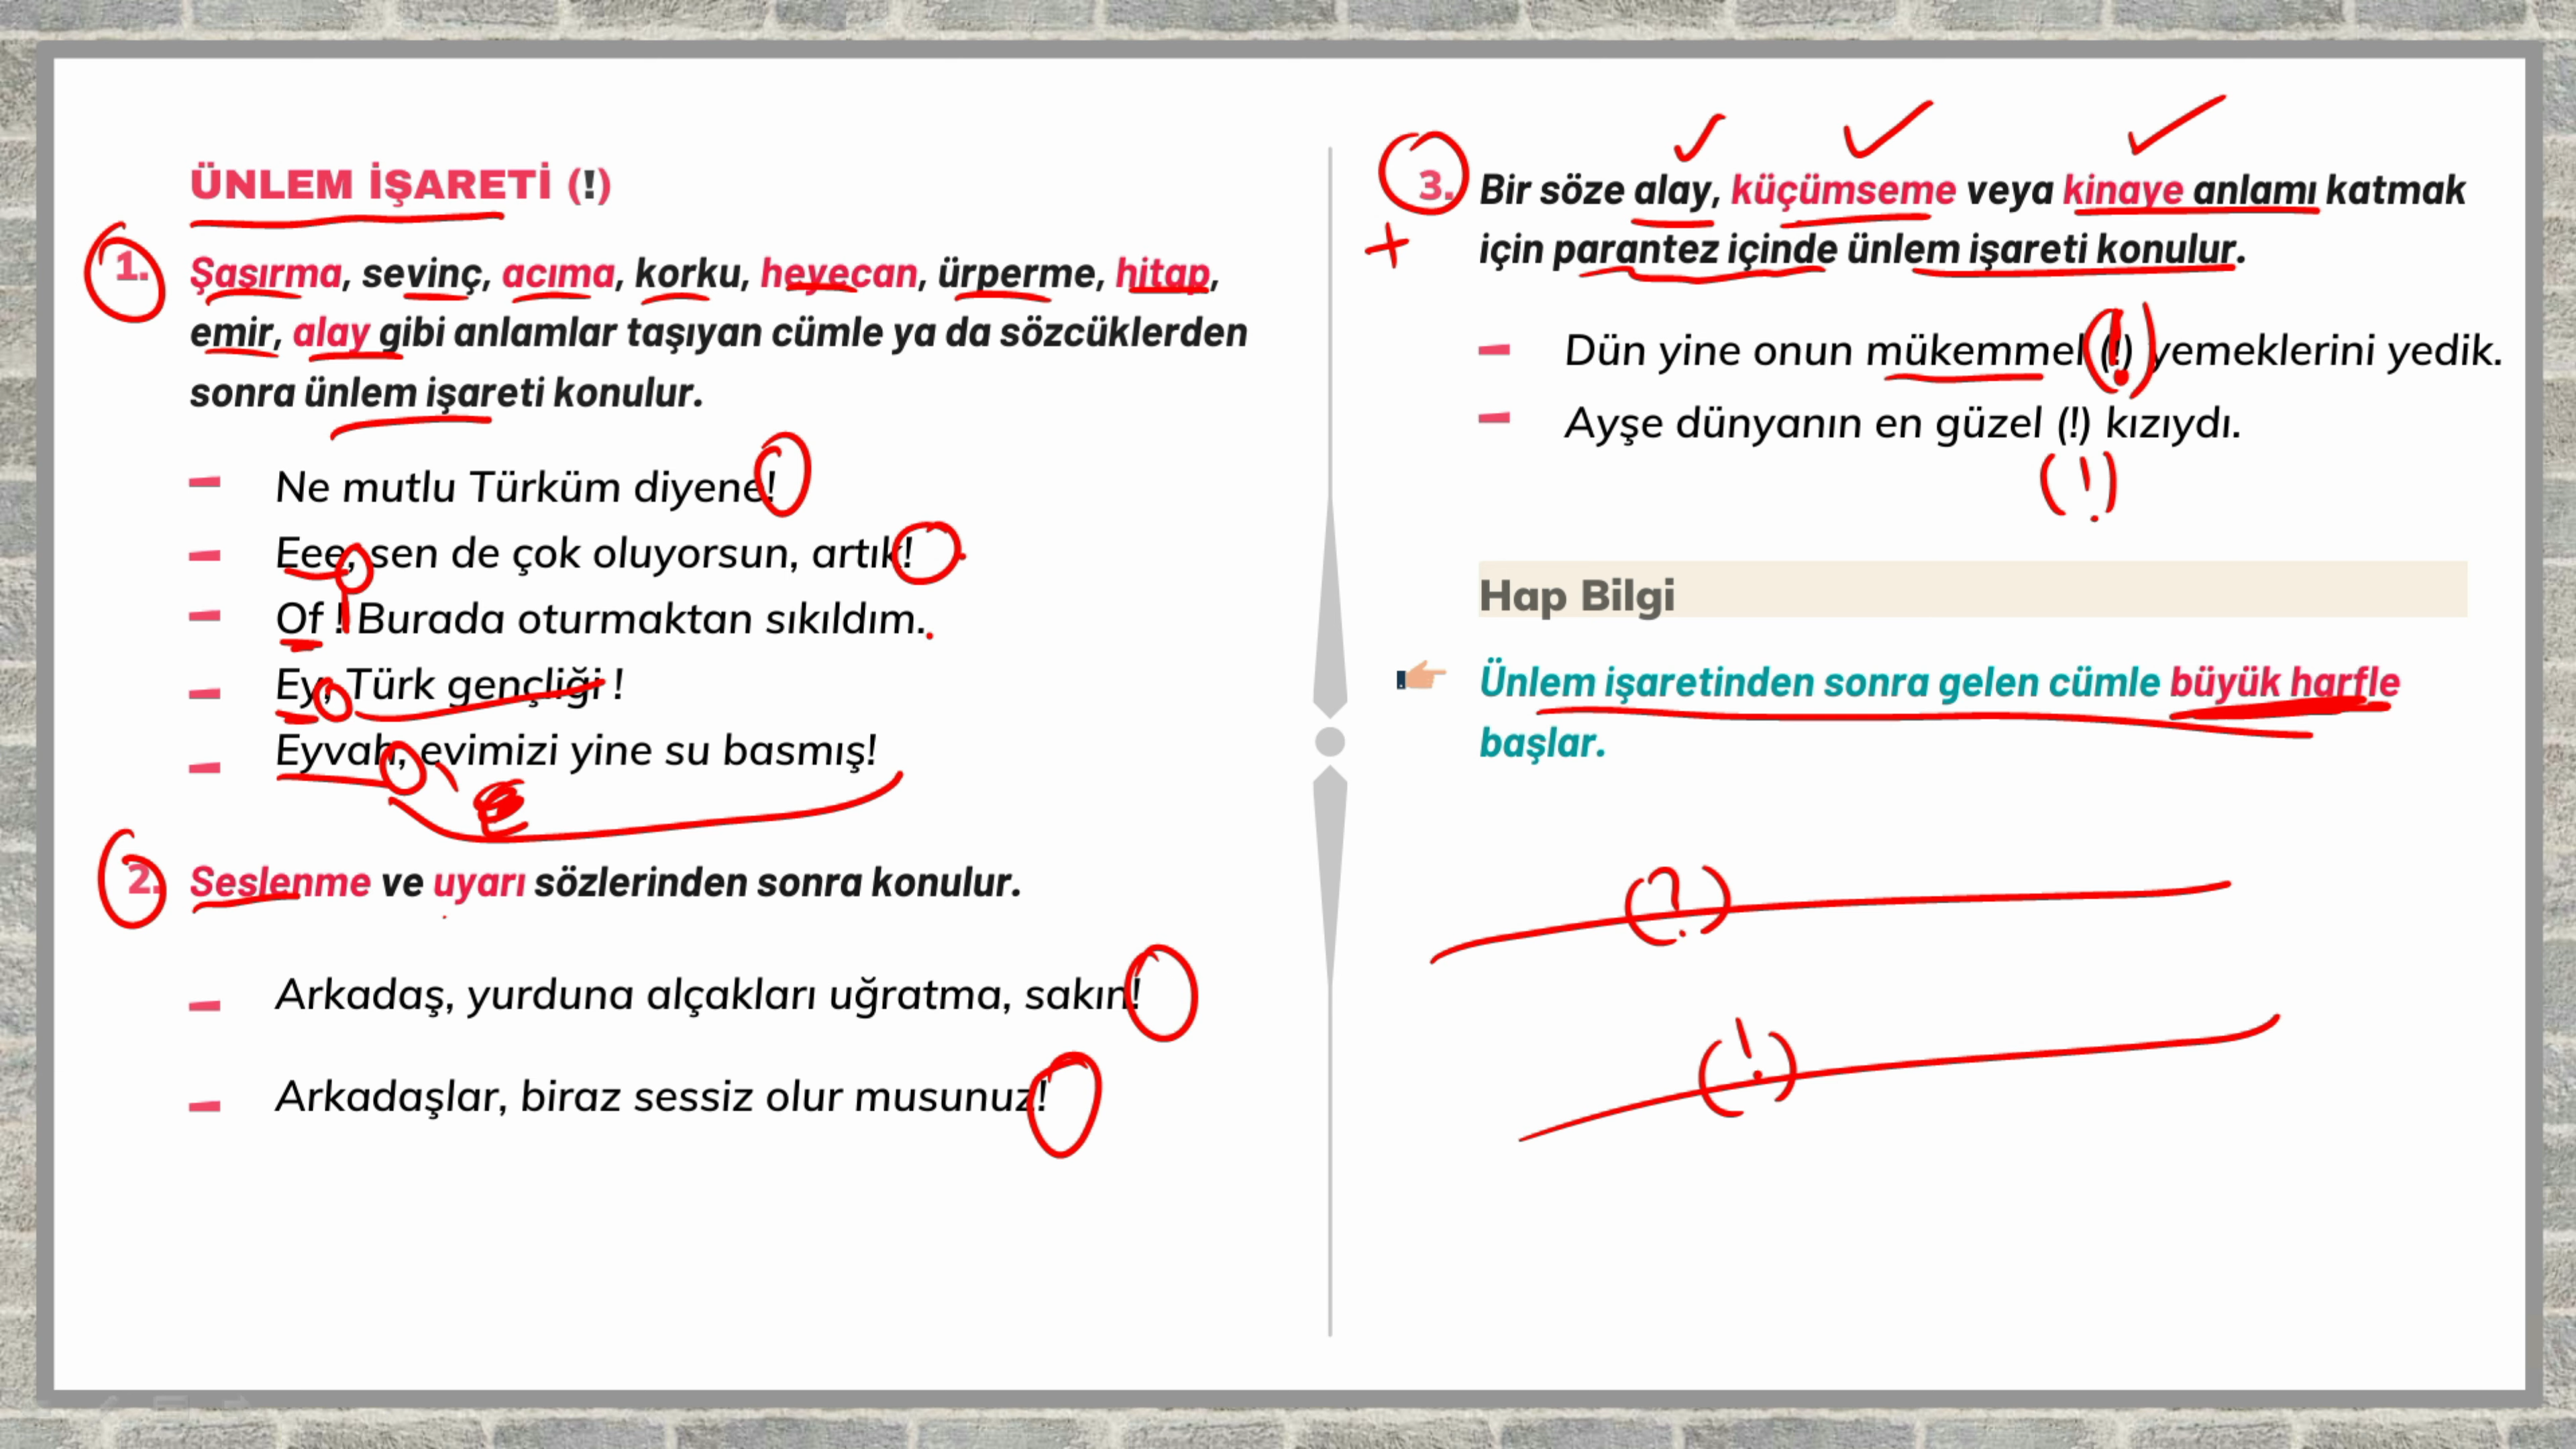 ÜNLEM İŞARETİ (!)
1. Şaşırma, sevinç, acıma, korku, heyecan, ürperme, hitap,
emir, alay gibi anlamlar taşıyan cümle ya da sözcüklerden
sonra ünlem işareti konulur.
Ne mutlu Türküm diyene!
Eee, sen de çok oluyorsun, artık!
Of ! Burada oturmaktan sıkıldım.
Ey, Türk gençliği !
Eyvah, evimizi yine su basmış!
E
2. Seslenme ve uyarı sözlerinden sonra konulur.
Arkadaş, yurduna alçakları uğratma, sakın!
Arkadaşlar, biraz sessiz olur musunuz!
3. Bir söze alay, küçümseme veya kinaye anlamı katmak
+ için parantez içinde ünlem işareti konulur.
Dün yine onun mükemmel (!) yemeklerini yedik.
Ayşe dünyanın en güzel (!) kızıydı.
(!)
Hap Bilgi
Ünlem işaretinden sonra gelen cümle büyük harfle
başlar.
(?)
(!)